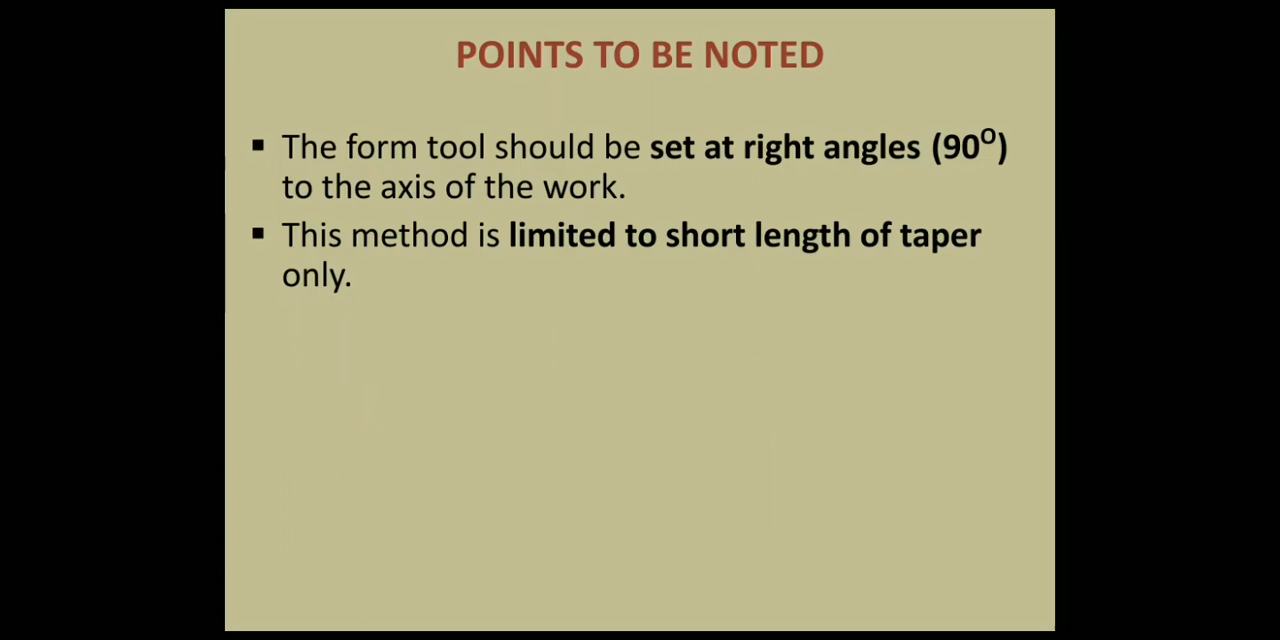 POINTS TO BE NOTED
▪ The form tool should be set at right angles (90^O)
to the axis of the work.
▪ This method is limited to short length of taper
only.